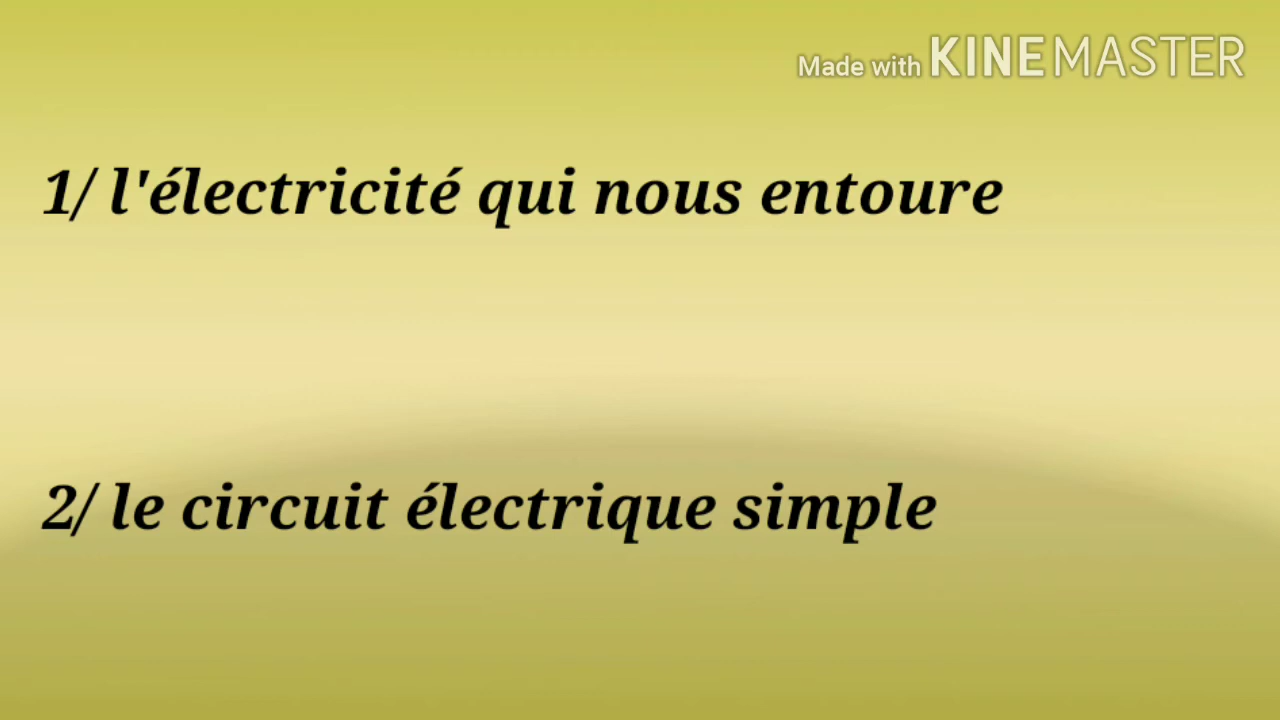 Made with KINEMASTER
1/ l'électricité qui nous entoure
2/ le circuit électrique simple